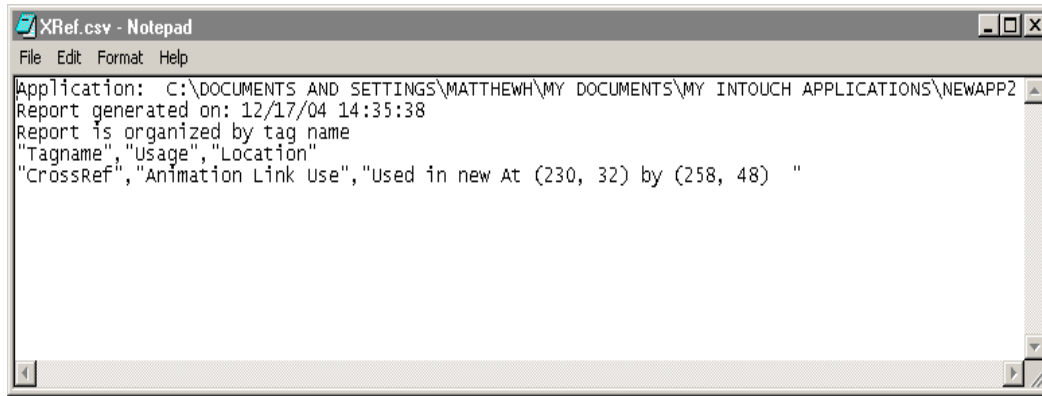 XRef.csv - Notepad
File Edit Format Help
Application:  C:\DOCUMENTS AND SETTINGS\MATTHEWH\MY DOCUMENTS\MY INTOUCH APPLICATIONS\NEWAPP2
Report generated on: 12/17/04 14:35:38
Report is organized by tag name
"Tagname","Usage","Location"
"CrossRef","Animation Link Use","Used in new At (230, 32) by (258, 48)  "